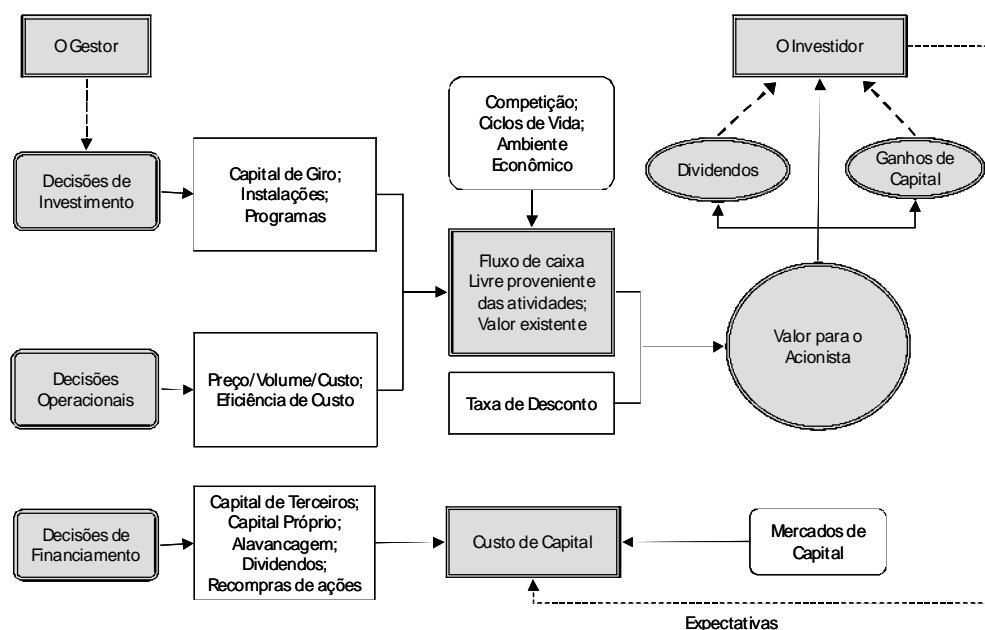 O Gestor
O Investidor
Competição;
Ciclos de Vida;
Ambiente
Econômico
Decisões de
Investimento
Capital de Giro;
Instalações;
Programas
Dividendos
Ganhos de
Capital
Fluxo de caixa
Livre proveniente
das atividades;
Valor existente
Valor para o
Acionista
Decisões
Operacionais
Preço/Volume/Custo;
Eficiência de Custo
Taxa de Desconto
Decisões de
Financiamento
Capital de Terceiros;
Capital Próprio;
Alavancagem;
Dividendos;
Recompras de ações
Custo de Capital
Mercados de
Capital
Expectativas